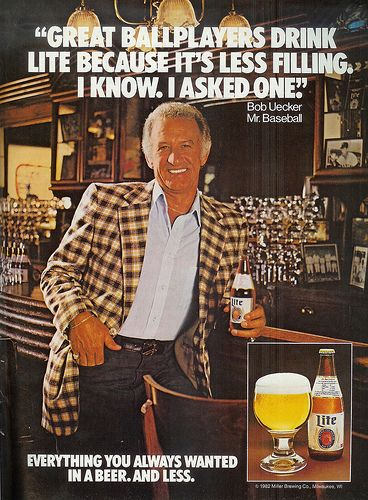 “GREAT BALLPLAYERS DRINK
LITE BECAUSE IT’S LESS FILLING.
I KNOW. I ASKED ONE.”
Bob Uecker
Mr. Baseball
Lite
Lite
EVERYTHING YOU ALWAYS WANTED
IN A BEER. AND LESS.
© 1982 Miller Brewing Co., Milwaukee, WI